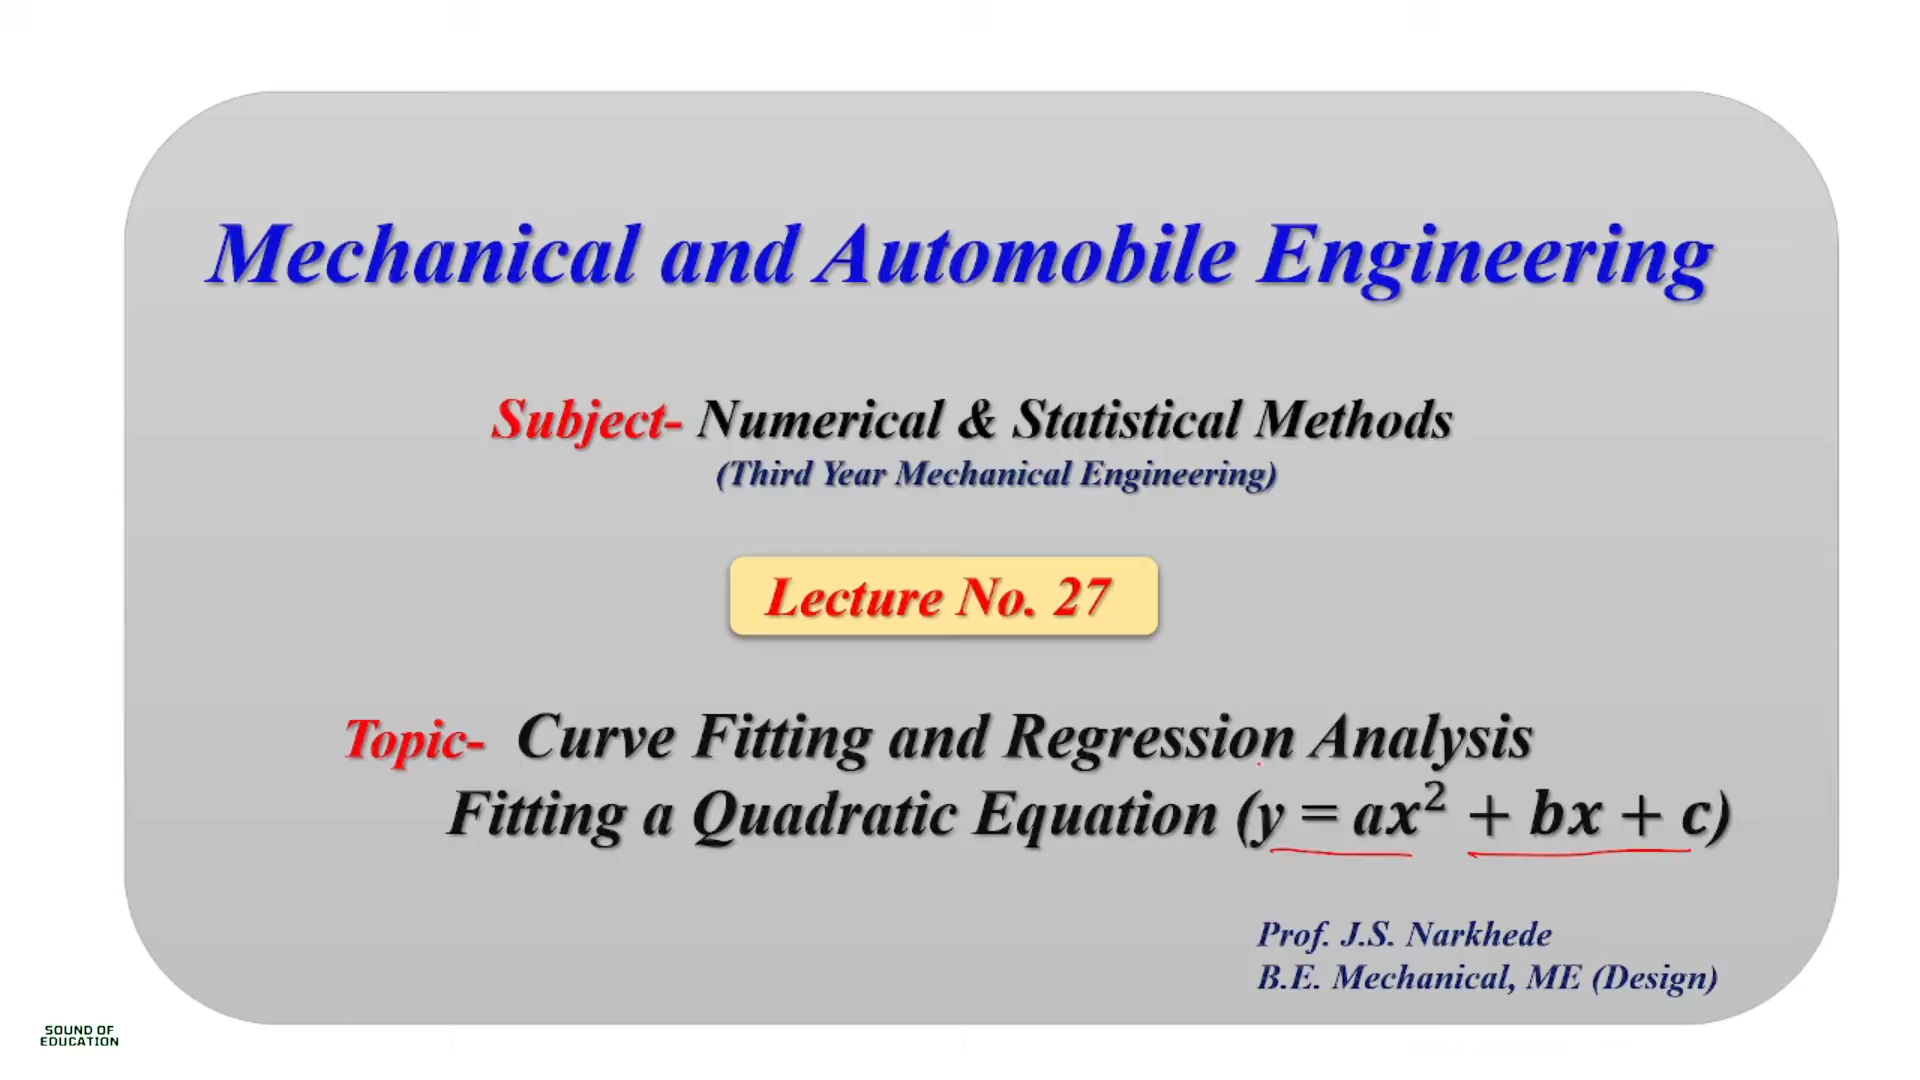 Mechanical and Automobile Engineering
Subject- Numerical & Statistical Methods
(Third Year Mechanical Engineering)
Lecture No. 27
Topic- Curve Fitting and Regression Analysis
Fitting a Quadratic Equation (y = ax² + bx + c)
Prof. J.S. Narkhede
B.E. Mechanical, ME (Design)
SOUND OF
EDUCATION